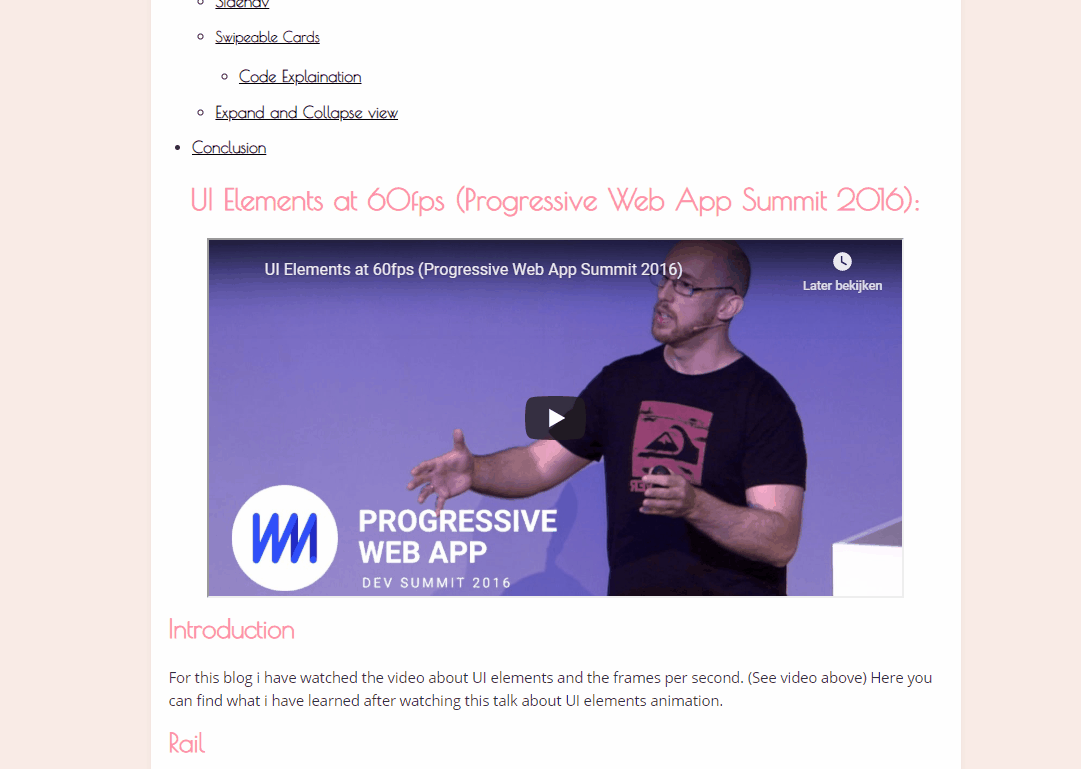 Sidenav
Swipeable Cards
Code Explaination
Expand and Collapse view
Conclusion
UI Elements at 60fps (Progressive Web App Summit 2016):
UI Elements at 60fps (Progressive Web App Summit 2016)
Later bekijken
PROGRESSIVE
WEB APP
DEV SUMMIT 2016
Introduction
For this blog i have watched the video about UI elements and the frames per second. (See video above) Here you
can find what i have learned after watching this talk about UI elements animation.
Rail